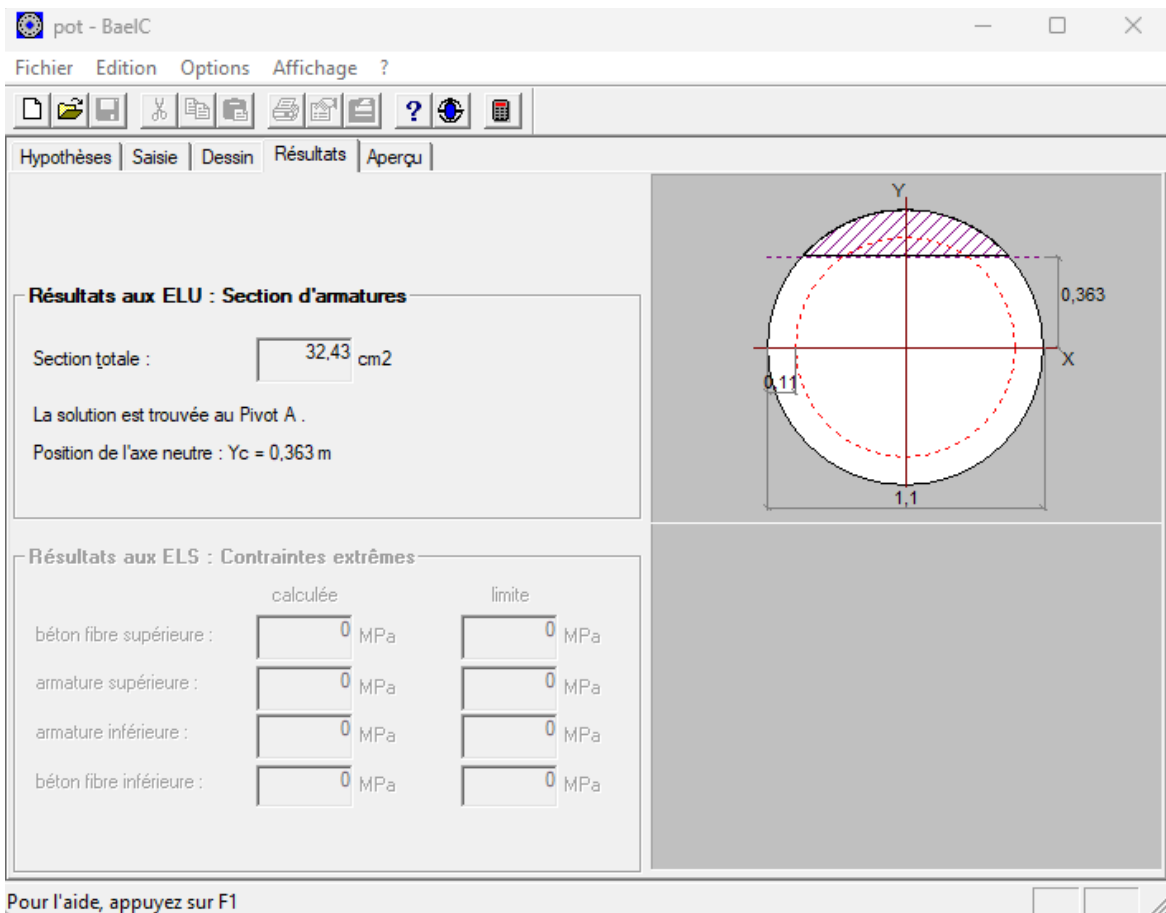 pot - BaelC
Fichier Edition Options Affichage ?
Hypothèses Saisie Dessin Résultats Aperçu
Résultats aux ELU : Section d'armatures
Section totale : 32,43 cm2
La solution est trouvée au Pivot A .
Position de l'axe neutre : Yc = 0,363 m
Résultats aux ELS : Contraintes extrêmes
calculée limite
béton fibre supérieure : 0 MPa 0 MPa
armature supérieure : 0 MPa 0 MPa
armature inférieure : 0 MPa 0 MPa
béton fibre inférieure : 0 MPa 0 MPa
Y
0,363
X
0,11
1,1
Pour l'aide, appuyez sur F1